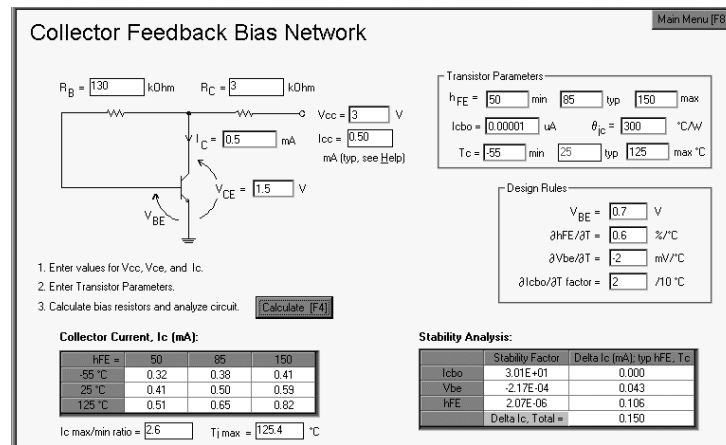 Main Menu [F8
Collector Feedback Bias Network
RB = 130 kOhm RC = 3 kOhm
Vcc = 3 V
IC = 0.5 mA
Icc = 0.50
mA (typ, see Help)
VCE = 1.5 V
VBE
Transistor Parameters
hFE = 50 min 85 typ 150 max
Icbo = 0.00001 uA θjc = 300 °C/W
Tc = -55 min 25 typ 125 max °C
Design Rules
VBE = 0.7 V
∂hFE/∂T = 0.6 %/°C
∂Vbe/∂T = -2 mV/°C
∂Icbo/∂T factor = 2 /10 °C
1. Enter values for Vcc, Vce, and Ic.
2. Enter Transistor Parameters.
3. Calculate bias resistors and analyze circuit. Calculate [F4]
Collector Current, Ic (mA):
hFE = 50 85 150
-55 °C 0.32 0.38 0.41
25 °C 0.41 0.50 0.59
125 °C 0.51 0.65 0.82
Ic max/min ratio = 2.6 Tj max = 125.4 °C
Stability Analysis:
Stability Factor Delta Ic (mA); typ hFE, Tc
Icbo 3.01E+01 0.000
Vbe -2.17E-04 0.043
hFE 2.07E-06 0.106
Delta Ic, Total = 0.150